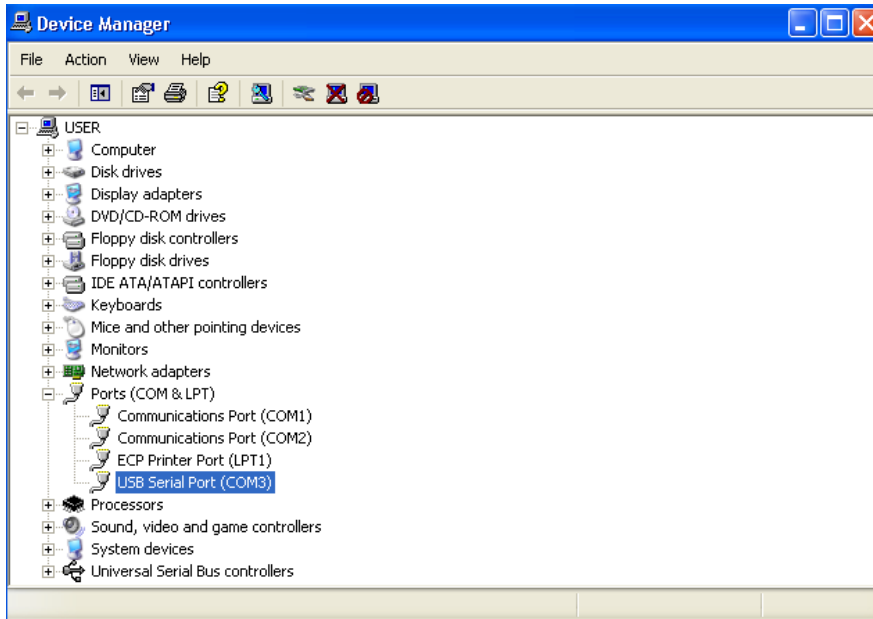 Device Manager
File Action View Help
USER
Computer
Disk drives
Display adapters
DVD/CD-ROM drives
Floppy disk controllers
Floppy disk drives
IDE ATA/ATAPI controllers
Keyboards
Mice and other pointing devices
Monitors
Network adapters
Ports (COM & LPT)
Communications Port (COM1)
Communications Port (COM2)
ECP Printer Port (LPT1)
USB Serial Port (COM3)
Processors
Sound, video and game controllers
System devices
Universal Serial Bus controllers